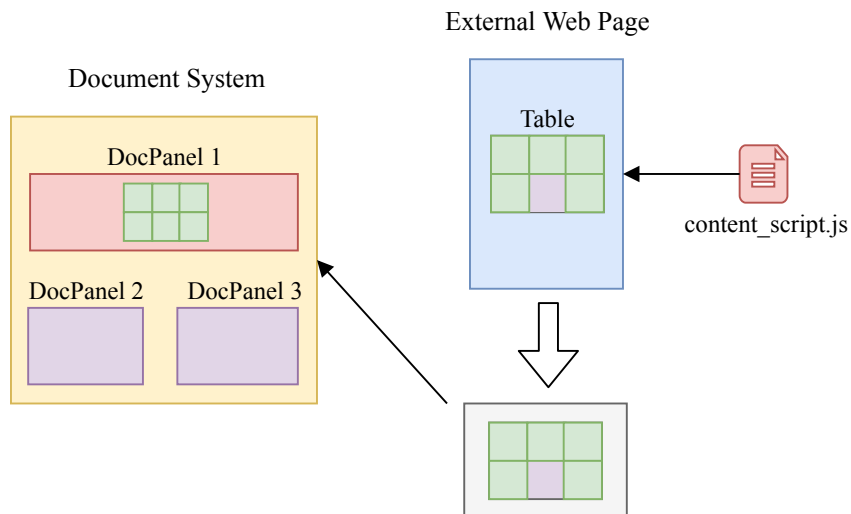 External Web Page
Document System
Table
DocPanel 1
content_script.js
DocPanel 2
DocPanel 3